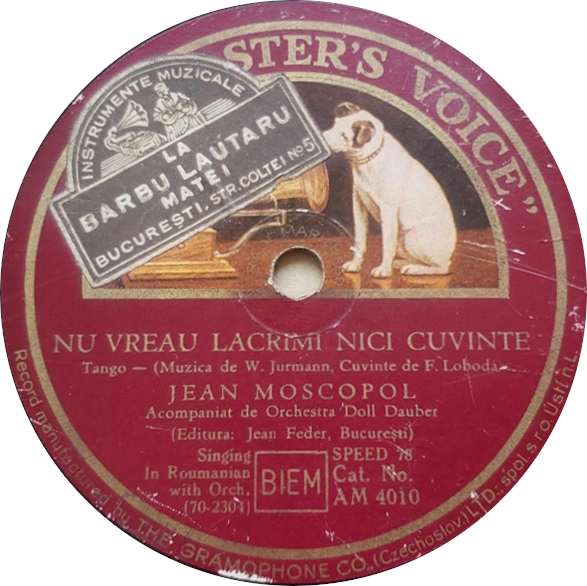 STER'S VOICE"
INSTRUMENTE MUZICALE
LA
BARBU LAUTARU
MATEI
BUCUREȘTI, STR. COLTEI Nº 5
NU VREAU LACRIMI NICI CUVINTE
Tango — (Muzica de W. Jurmann, Cuvinte de F. Loboda)
JEAN MOSCOPOL
Acompaniat de Orchestra Doll Dauber
(Editura: Jean Feder, București)
Singing
In Roumanian
with Orch.
[70-2304]
BIEM
SPEED 78
Cat. No.
AM 4010
Record manufactured by THE GRAMOPHONE CO. (Czechoslov.) LTD. spol. s r.o. Ústí n.L.